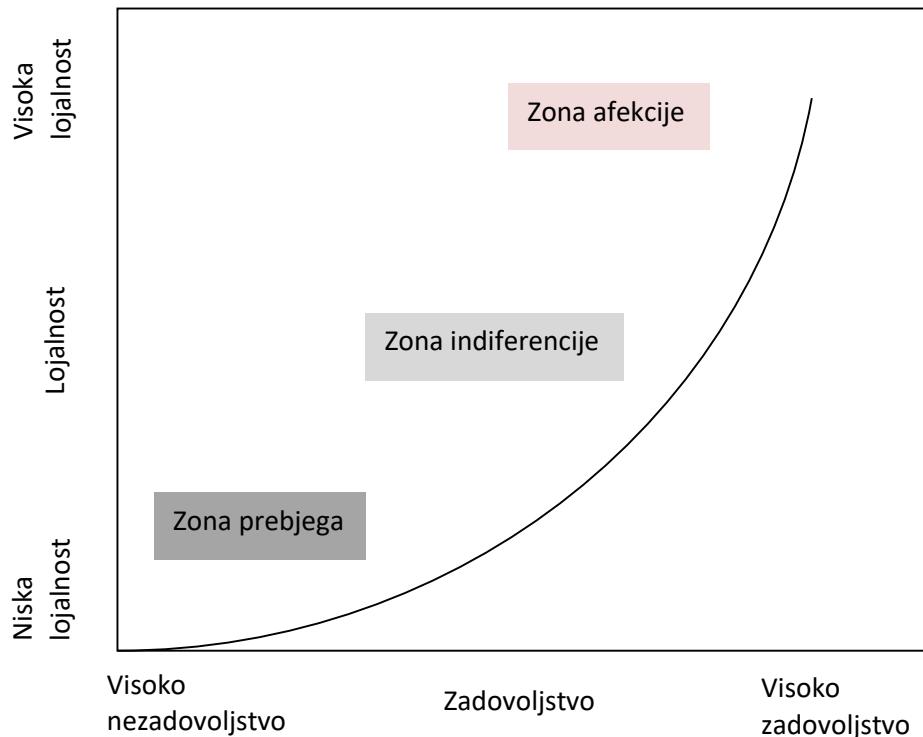 Visoka
lojalnost
Zona afekcije
Lojalnost
Zona indiferencije
Zona prebjega
Niska
lojalnost
Visoko
nezadovoljstvo
Zadovoljstvo
Visoko
zadovoljstvo